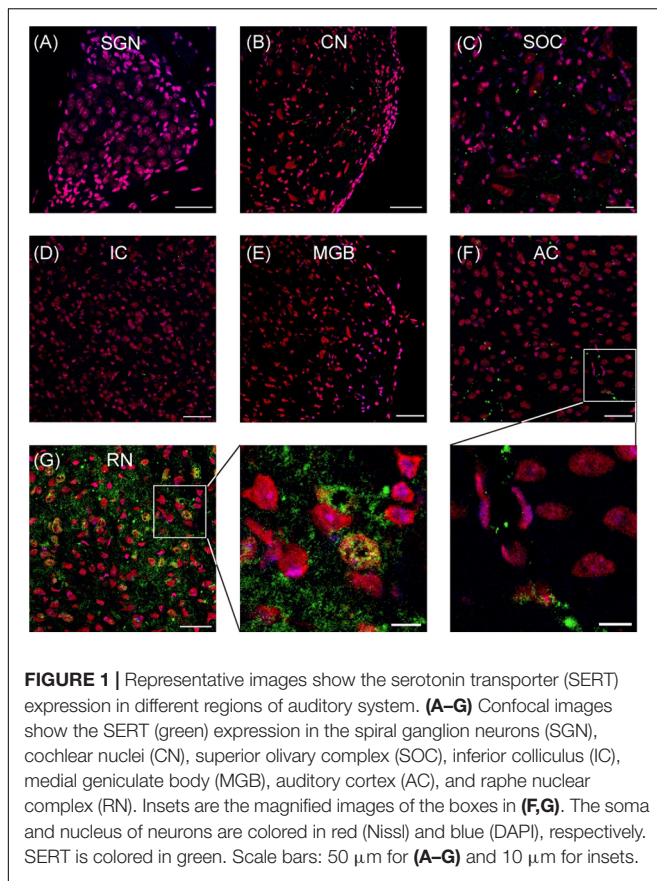 (A) SGN
(B) CN
(C) SOC
(D) IC
(E) MGB
(F) AC
(G) RN
FIGURE 1 | Representative images show the serotonin transporter (SERT)
expression in different regions of auditory system. (A–G) Confocal images
show the SERT (green) expression in the spiral ganglion neurons (SGN),
cochlear nuclei (CN), superior olivary complex (SOC), inferior colliculus (IC),
medial geniculate body (MGB), auditory cortex (AC), and raphe nuclear
complex (RN). Insets are the magnified images of the boxes in (F,G). The soma
and nucleus of neurons are colored in red (Nissl) and blue (DAPI), respectively.
SERT is colored in green. Scale bars: 50 μm for (A–G) and 10 μm for insets.